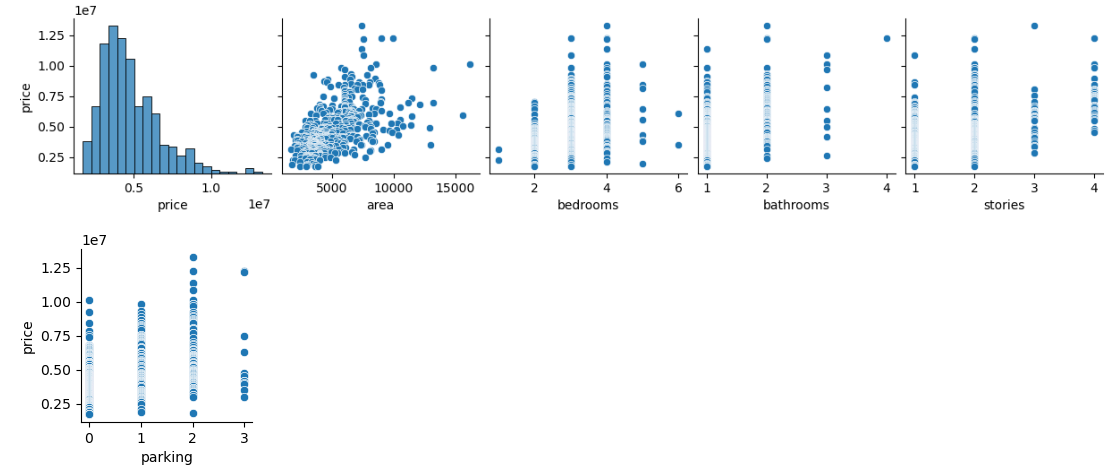 1e7
1.25
1.00
0.75
0.50
0.25
price
0.5 1.0
price 1e7
5000 10000 15000
area
2 4 6
bedrooms
1 2 3 4
bathrooms
1 2 3 4
stories
1e7
1.25
1.00
0.75
0.50
0.25
price
0 1 2 3
parking